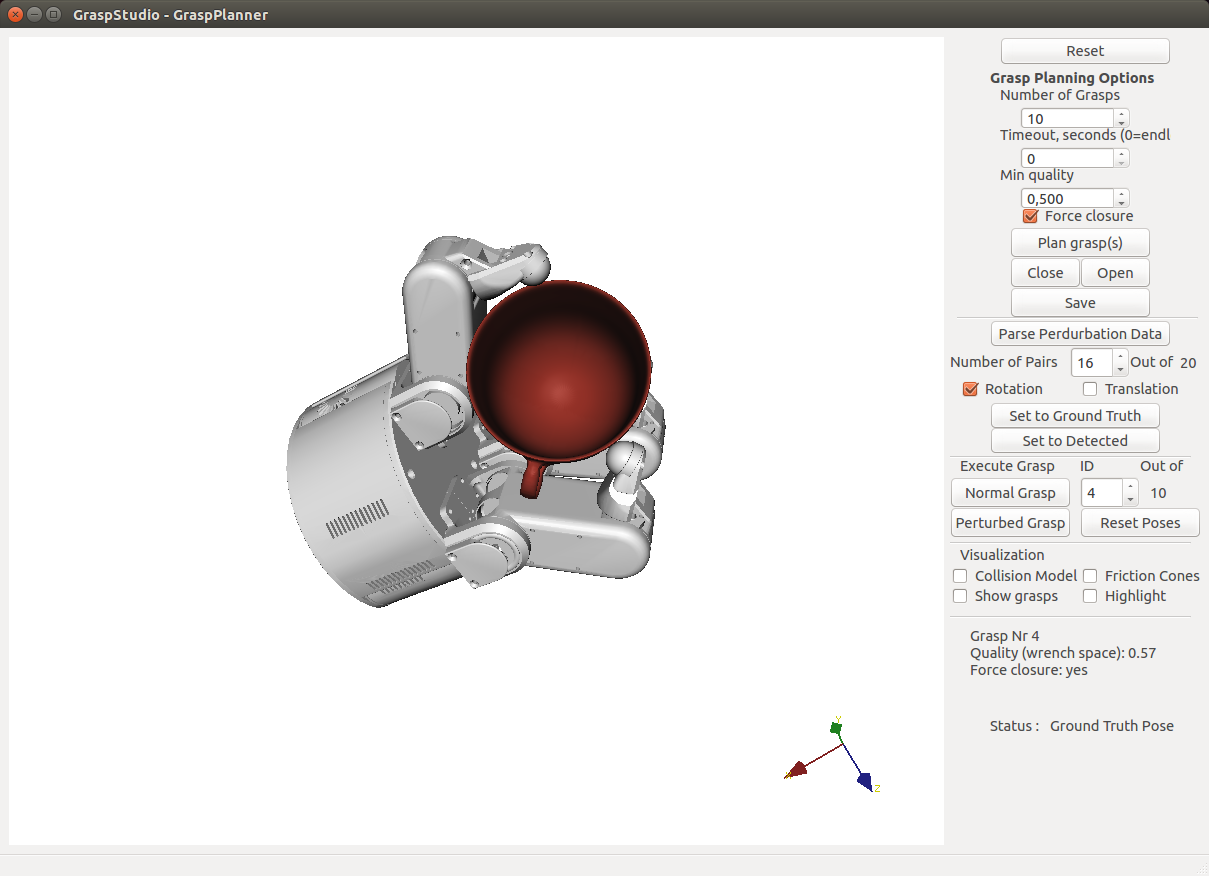 GraspStudio - GraspPlanner
Reset
Grasp Planning Options
Number of Grasps
10
Timeout, seconds (0=endl
0
Min quality
0,500
Force closure
Plan grasp(s)
Close Open
Save
Parse Perdurbation Data
Number of Pairs 16 Out of 20
Rotation Translation
Set to Ground Truth
Set to Detected
Execute Grasp ID Out of
Normal Grasp 4 10
Perturbed Grasp Reset Poses
Visualization
Collision Model Friction Cones
Show grasps Highlight
Grasp Nr 4
Quality (wrench space): 0.57
Force closure: yes
Status : Ground Truth Pose
Y
Z